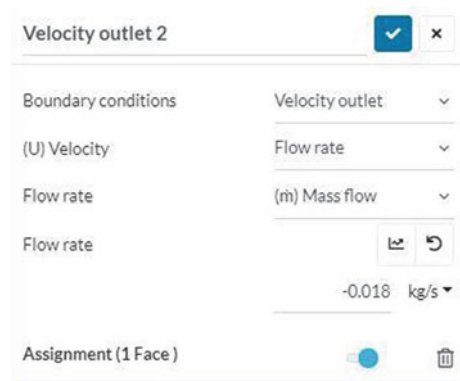 Velocity outlet 2
Boundary conditions Velocity outlet
(U) Velocity Flow rate
Flow rate (ṁ) Mass flow
Flow rate
-0.018 kg/s
Assignment (1 Face )